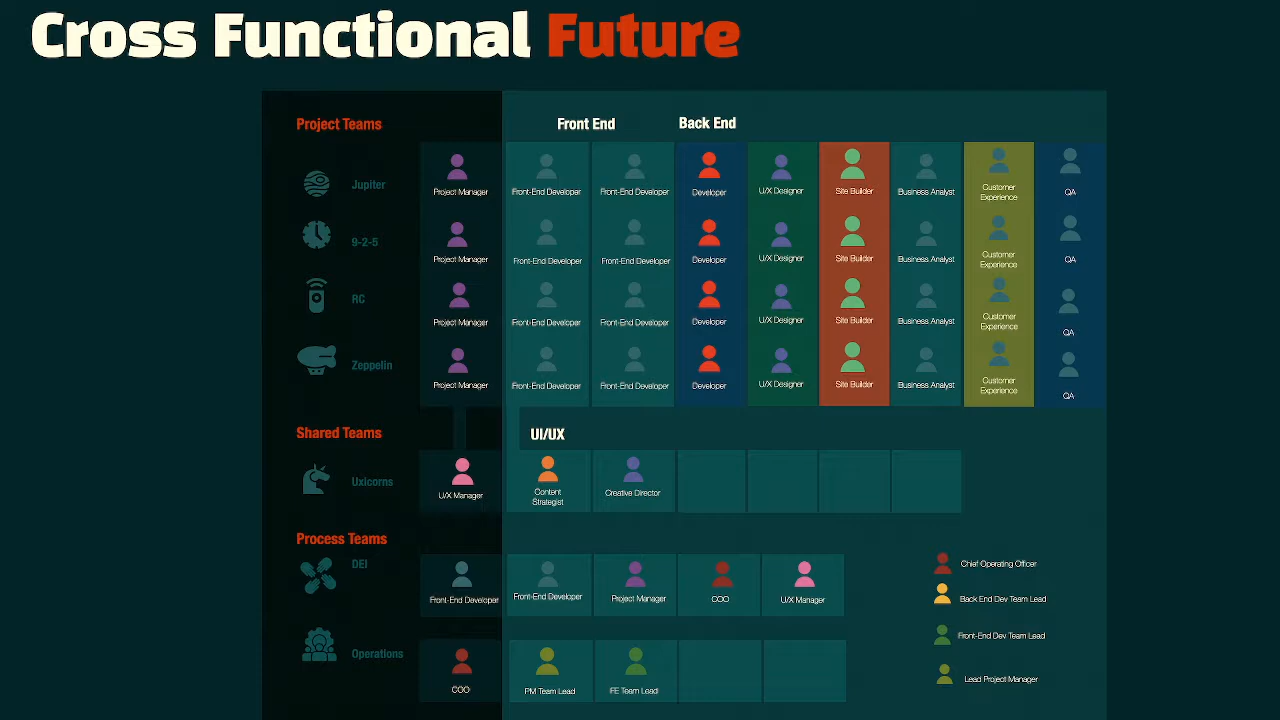 Cross Functional Future
Project Teams
Front End
Back End
Jupiter
Project Manager
Front-End Developer
Front-End Developer
Developer
U/X Designer
Site Builder
Business Analyst
Customer
Experience
QA
9-2-5
Project Manager
Front-End Developer
Front-End Developer
Developer
U/X Designer
Site Builder
Business Analyst
Customer
Experience
QA
RC
Project Manager
Front-End Developer
Front-End Developer
Developer
U/X Designer
Site Builder
Business Analyst
Customer
Experience
QA
Zeppelin
Project Manager
Front-End Developer
Front-End Developer
Developer
U/X Designer
Site Builder
Business Analyst
Customer
Experience
QA
Shared Teams
UI/UX
Uxicorns
U/X Manager
Content
Strategist
Creative Director
Process Teams
DEI
Front-End Developer
Front-End Developer
Project Manager
COO
U/X Manager
Operations
COO
PM Team Lead
FE Team Lead
Chief Operating Officer
Back End Dev Team Lead
Front-End Dev Team Lead
Lead Project Manager